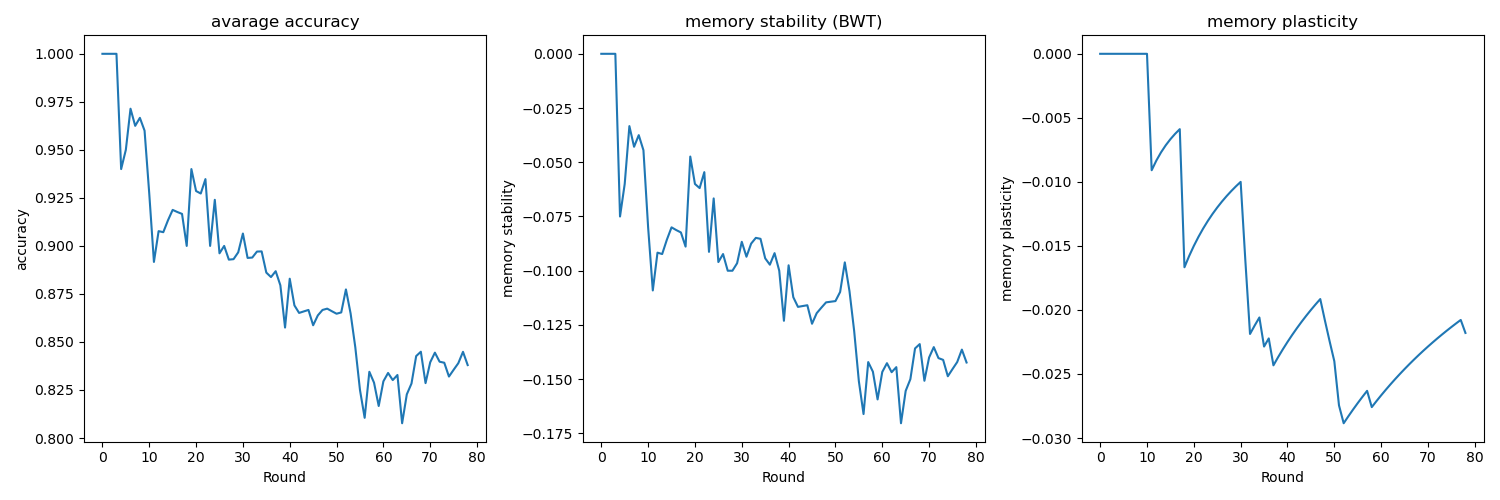 avarage accuracy
accuracy
1.000
0.975
0.950
0.925
0.900
0.875
0.850
0.825
0.800
0 10 20 30 40 50 60 70 80
Round
memory stability (BWT)
memory stability
0.000
−0.025
−0.050
−0.075
−0.100
−0.125
−0.150
−0.175
0 10 20 30 40 50 60 70 80
Round
memory plasticity
memory plasticity
0.000
−0.005
−0.010
−0.015
−0.020
−0.025
−0.030
0 10 20 30 40 50 60 70 80
Round